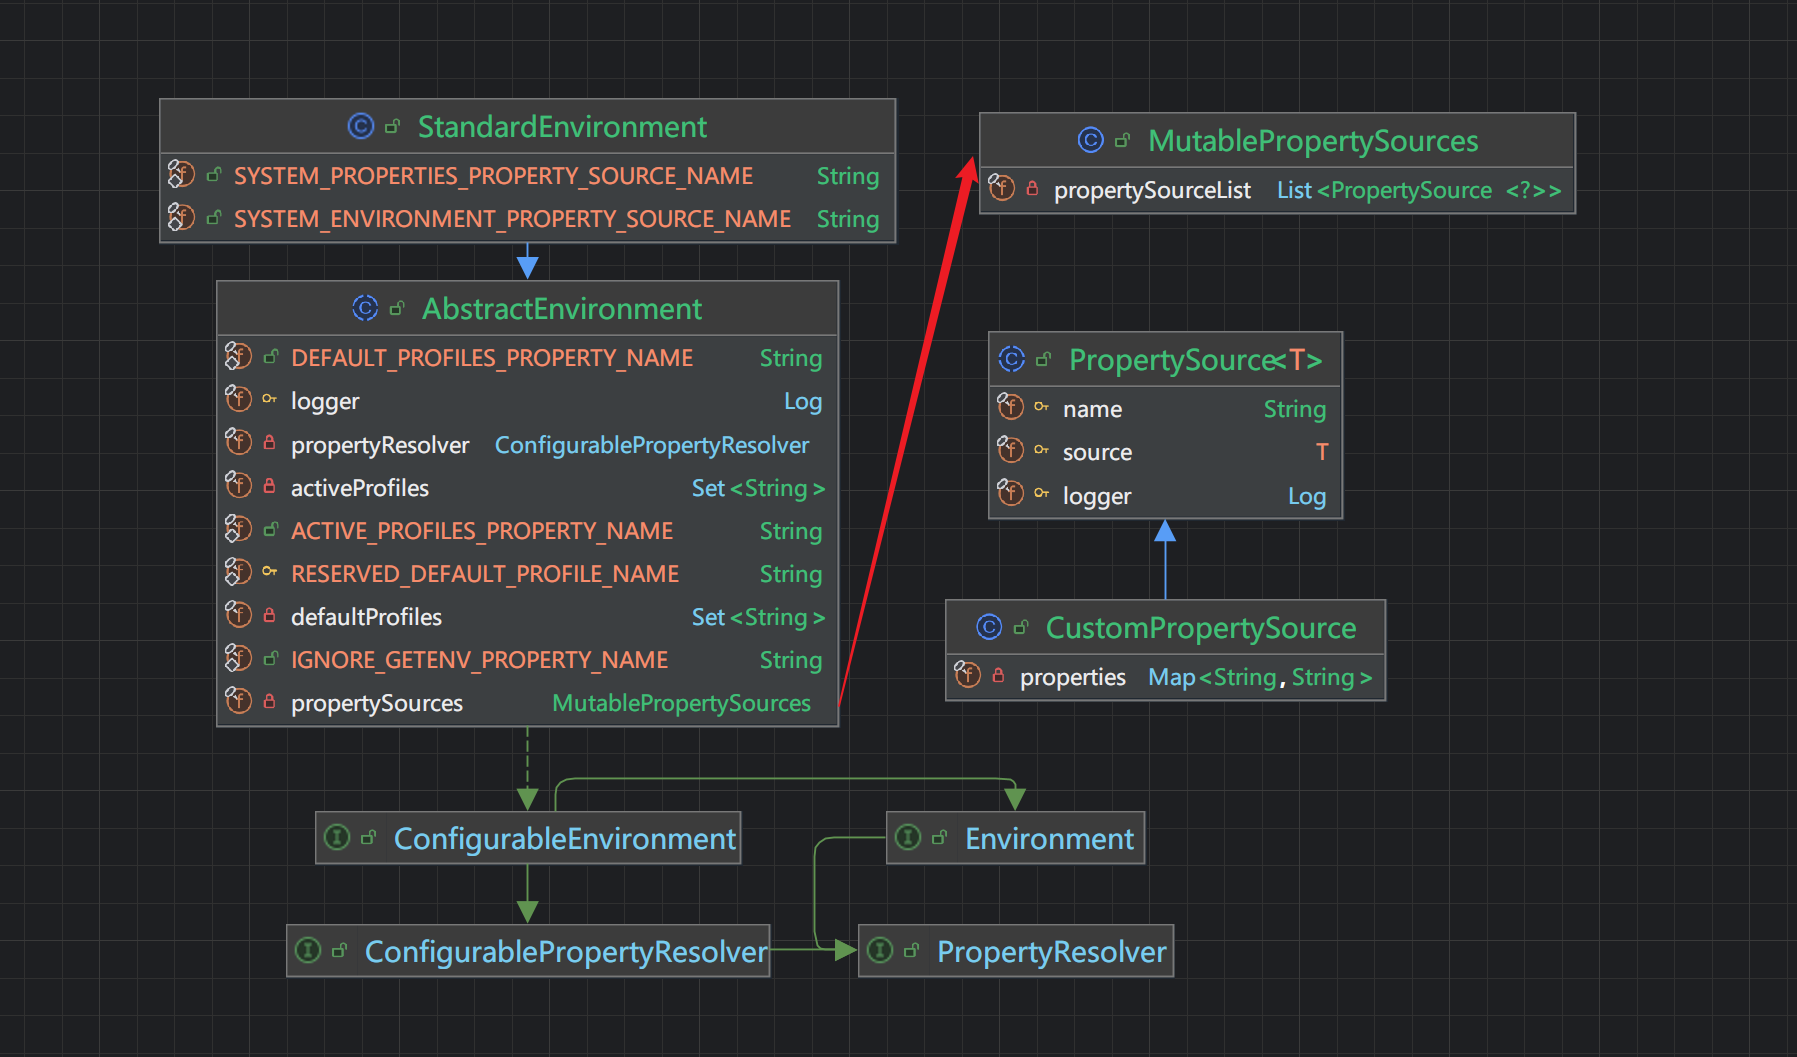 StandardEnvironment
SYSTEM_PROPERTIES_PROPERTY_SOURCE_NAME String
SYSTEM_ENVIRONMENT_PROPERTY_SOURCE_NAME String
AbstractEnvironment
DEFAULT_PROFILES_PROPERTY_NAME String
logger Log
propertyResolver ConfigurablePropertyResolver
activeProfiles Set<String>
ACTIVE_PROFILES_PROPERTY_NAME String
RESERVED_DEFAULT_PROFILE_NAME String
defaultProfiles Set<String>
IGNORE_GETENV_PROPERTY_NAME String
propertySources MutablePropertySources
MutablePropertySources
propertySourceList List<PropertySource <?>>
PropertySource<T>
name String
source T
logger Log
CustomPropertySource
properties Map<String, String>
ConfigurableEnvironment
Environment
ConfigurablePropertyResolver
PropertyResolver